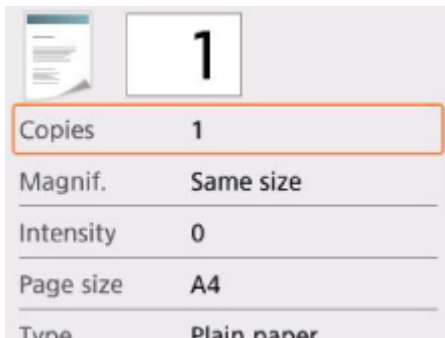 1
Copies 1
Magnif. Same size
Intensity 0
Page size A4
Type Plain paper